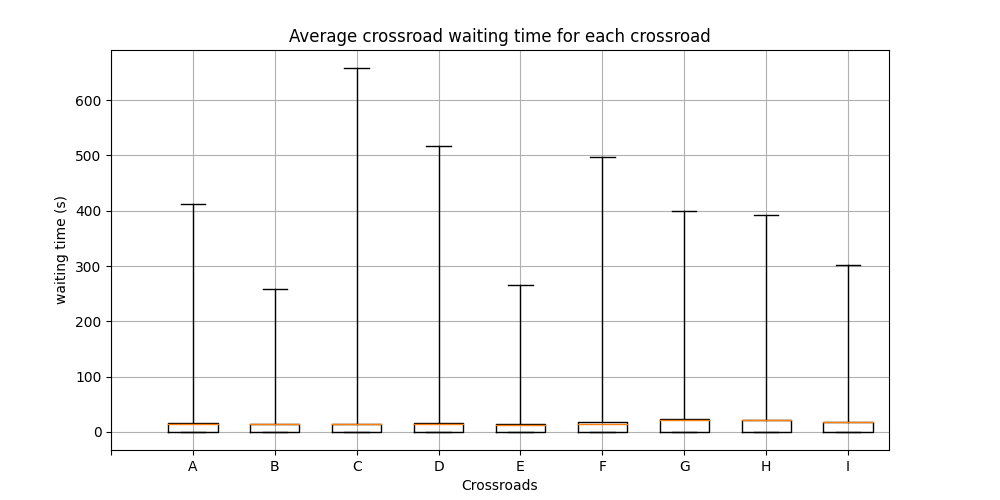 Average crossroad waiting time for each crossroad
waiting time (s)
600
500
400
300
200
100
0
A B C D E F G H I
Crossroads